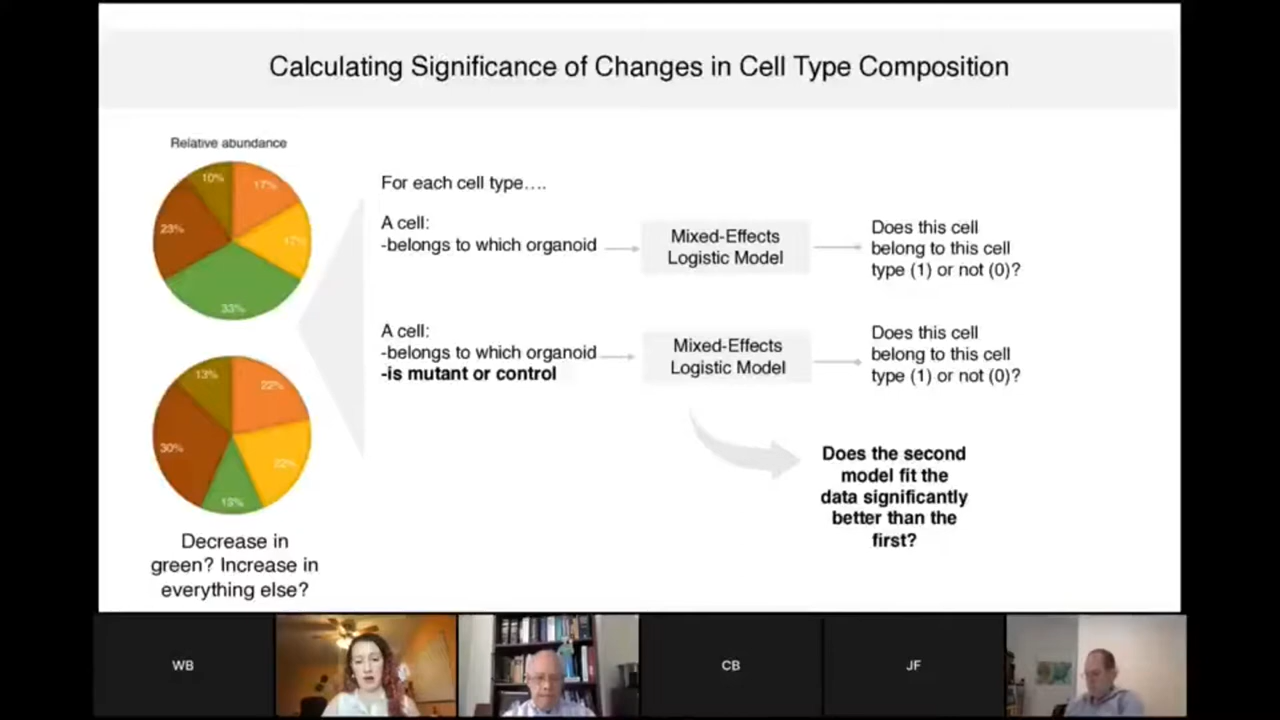 Calculating Significance of Changes in Cell Type Composition
Relative abundance
10%
17%
23%
17%
33%
13%
22%
30%
22%
13%
Decrease in
green? Increase in
everything else?
For each cell type....
A cell:
-belongs to which organoid
Mixed-Effects
Logistic Model
Does this cell
belong to this cell
type (1) or not (0)?
A cell:
-belongs to which organoid
-is mutant or control
Mixed-Effects
Logistic Model
Does this cell
belong to this cell
type (1) or not (0)?
Does the second
model fit the
data significantly
better than the
first?
WB
CB
JF